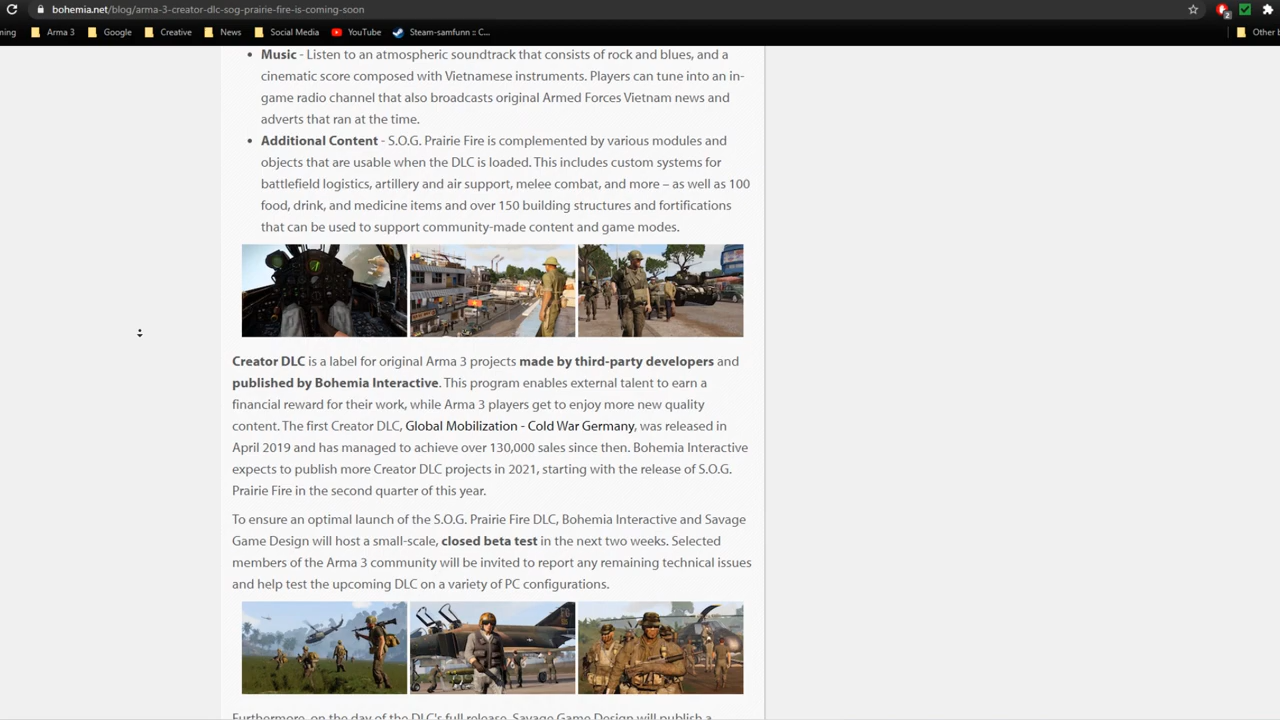 bohemia.net/blog/arma-3-creator-dlc-sog-prairie-fire-is-coming-soon
2
Arma 3 Google Creative News Social Media YouTube Steam-samfunn :: C... Other b
Music - Listen to an atmospheric soundtrack that consists of rock and blues, and a
cinematic score composed with Vietnamese instruments. Players can tune into an in-
game radio channel that also broadcasts original Armed Forces Vietnam news and
adverts that ran at the time.
Additional Content - S.O.G. Prairie Fire is complemented by various modules and
objects that are usable when the DLC is loaded. This includes custom systems for
battlefield logistics, artillery and air support, melee combat, and more – as well as 100
food, drink, and medicine items and over 150 building structures and fortifications
that can be used to support community-made content and game modes.
Creator DLC is a label for original Arma 3 projects made by third-party developers and
published by Bohemia Interactive. This program enables external talent to earn a
financial reward for their work, while Arma 3 players get to enjoy more new quality
content. The first Creator DLC, Global Mobilization - Cold War Germany, was released in
April 2019 and has managed to achieve over 130,000 sales since then. Bohemia Interactive
expects to publish more Creator DLC projects in 2021, starting with the release of S.O.G.
Prairie Fire in the second quarter of this year.
To ensure an optimal launch of the S.O.G. Prairie Fire DLC, Bohemia Interactive and Savage
Game Design will host a small-scale, closed beta test in the next two weeks. Selected
members of the Arma 3 community will be invited to report any remaining technical issues
and help test the upcoming DLC on a variety of PC configurations.
Furthermore, on the day of the DLC's full release, Savage Game Design will publish a